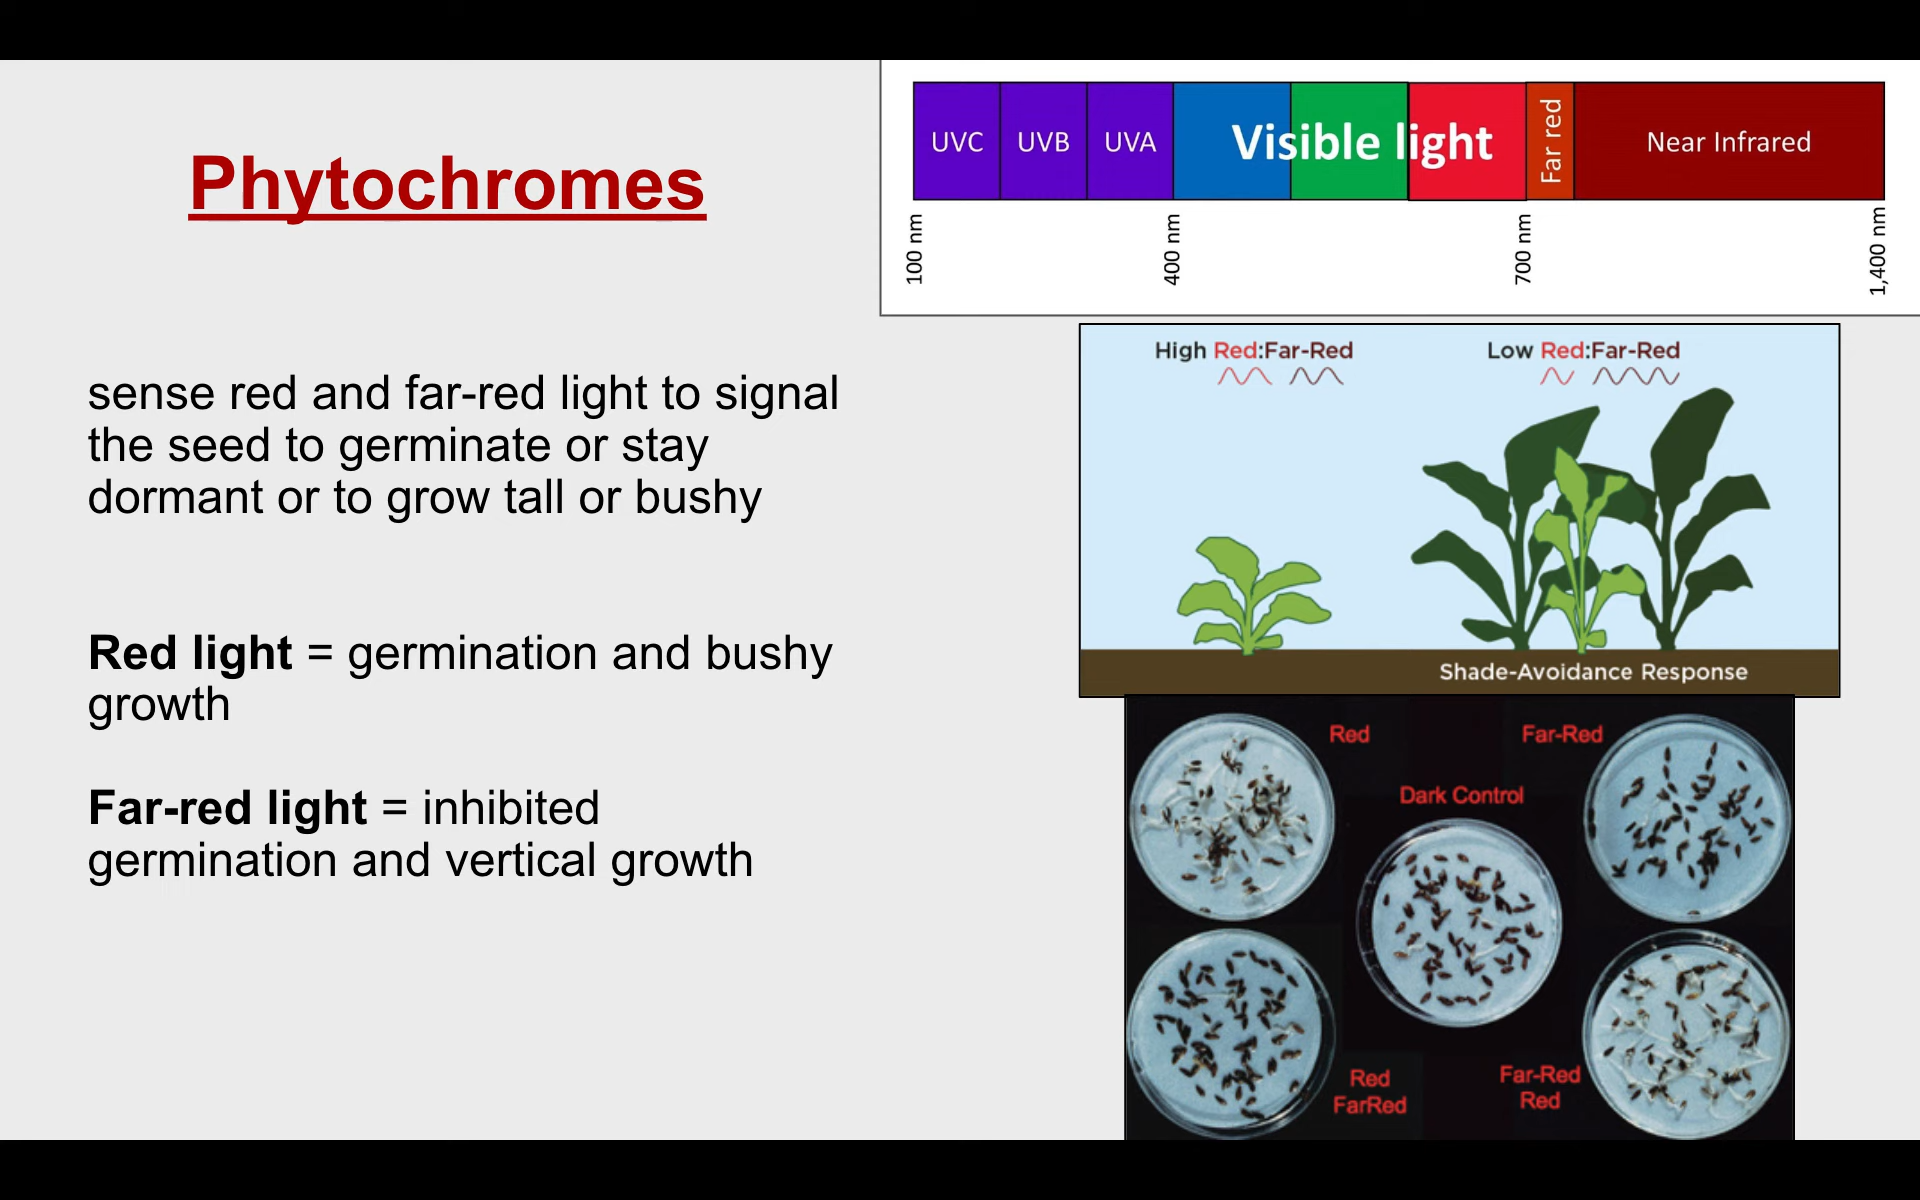 Phytochromes
sense red and far-red light to signal
the seed to germinate or stay
dormant or to grow tall or bushy
Red light = germination and bushy
growth
Far-red light = inhibited
germination and vertical growth
UVC UVB UVA Visible light Far red Near Infrared
100 nm 400 nm 700 nm 1,400 nm
High Red:Far-Red Low Red:Far-Red
Shade-Avoidance Response
Red Far-Red
Dark Control
Red
FarRed
Far-Red
Red